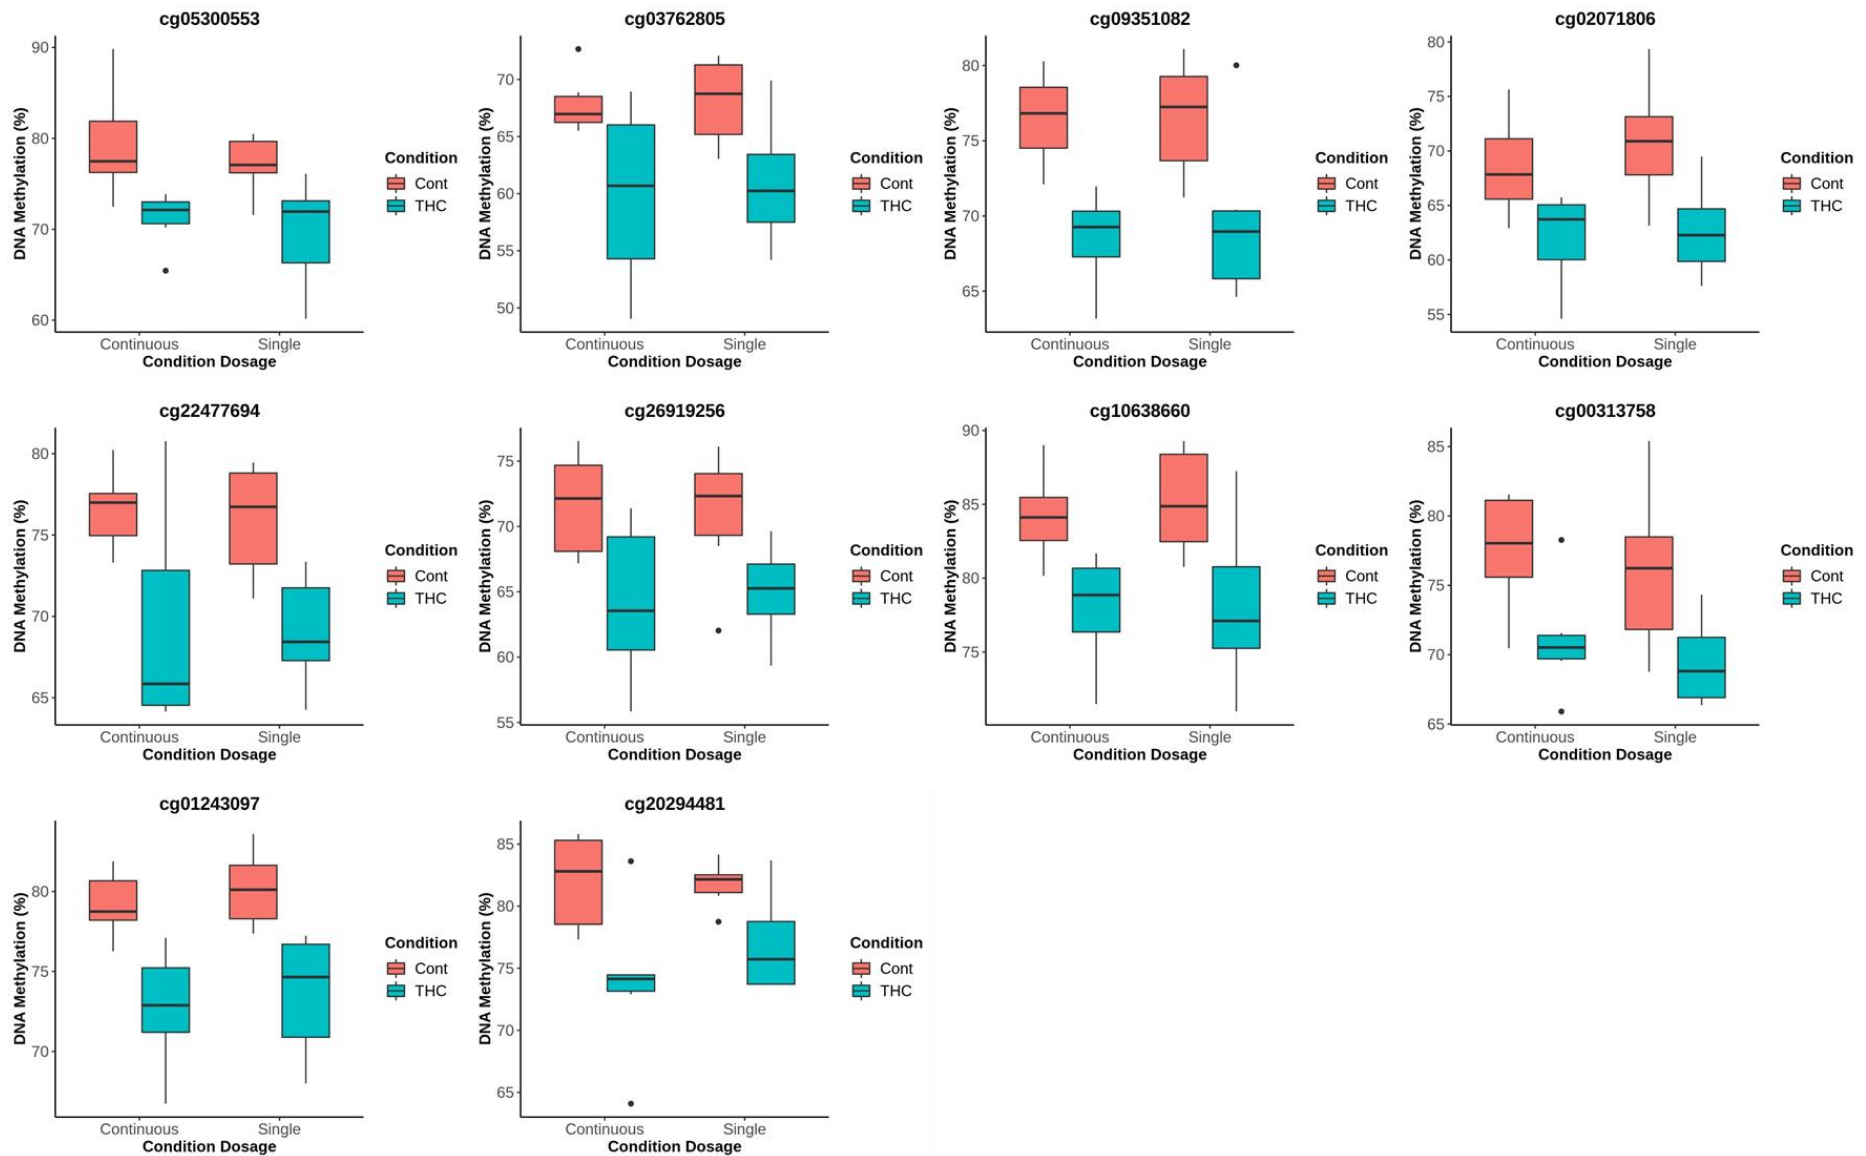 cg05300553
DNA Methylation (%)
90
80
70
60
Continuous Single
Condition Dosage
Condition
Cont
THC
cg03762805
DNA Methylation (%)
70
65
60
55
50
Continuous Single
Condition Dosage
Condition
Cont
THC
cg09351082
DNA Methylation (%)
80
75
70
65
Continuous Single
Condition Dosage
Condition
Cont
THC
cg02071806
DNA Methylation (%)
80
75
70
65
60
55
Continuous Single
Condition Dosage
Condition
Cont
THC
cg22477694
DNA Methylation (%)
80
75
70
65
Continuous Single
Condition Dosage
Condition
Cont
THC
cg26919256
DNA Methylation (%)
75
70
65
60
55
Continuous Single
Condition Dosage
Condition
Cont
THC
cg10638660
DNA Methylation (%)
90
85
80
75
Continuous Single
Condition Dosage
Condition
Cont
THC
cg00313758
DNA Methylation (%)
85
80
75
70
65
Continuous Single
Condition Dosage
Condition
Cont
THC
cg01243097
DNA Methylation (%)
80
75
70
Continuous Single
Condition Dosage
Condition
Cont
THC
cg20294481
DNA Methylation (%)
85
80
75
70
65
Continuous Single
Condition Dosage
Condition
Cont
THC